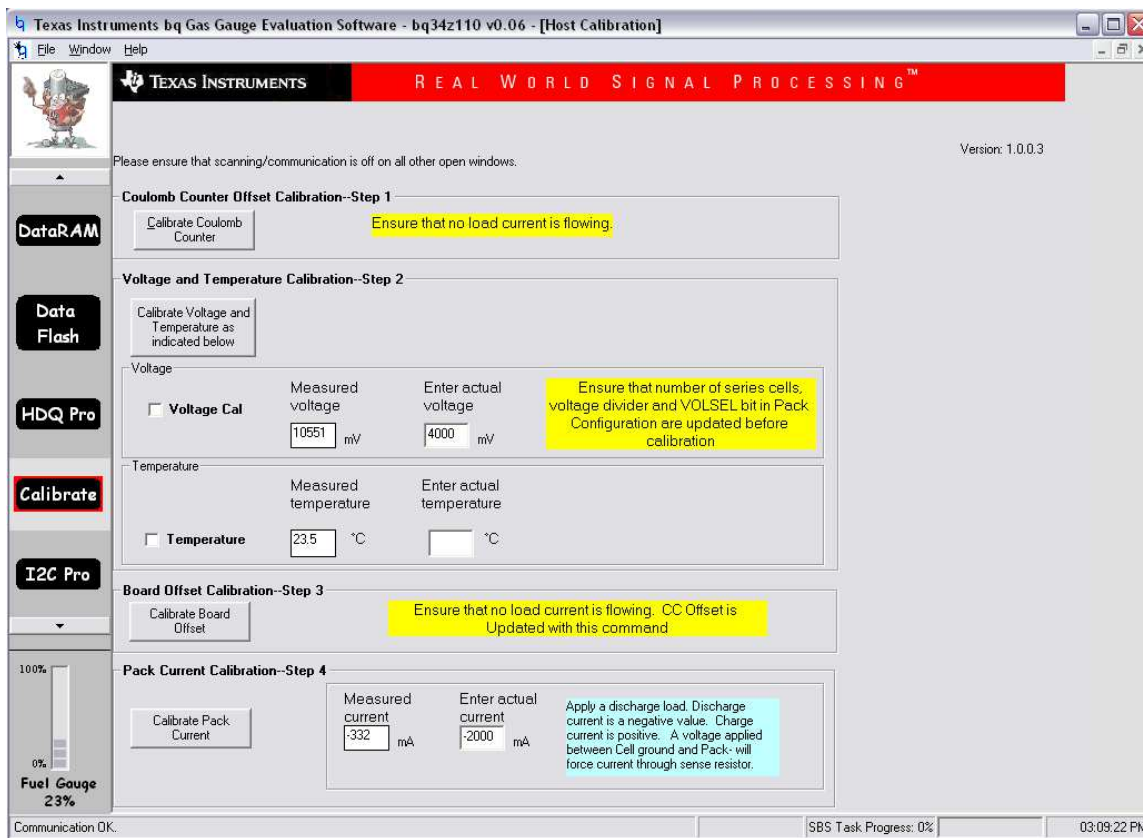 Texas Instruments bq Gas Gauge Evaluation Software - bq34z110 v0.06 - [Host Calibration]
File Window Help
TEXAS INSTRUMENTS
REAL WORLD SIGNAL PROCESSING™
Version: 1.0.0.3
Please ensure that scanning/communication is off on all other open windows.
DataRAM
Data
Flash
HDQ Pro
Calibrate
I2C Pro
100%
0%
Fuel Gauge
23%
Coulomb Counter Offset Calibration--Step 1
Calibrate Coulomb
Counter
Ensure that no load current is flowing.
Voltage and Temperature Calibration--Step 2
Calibrate Voltage and
Temperature as
indicated below
Voltage
Voltage Cal
Measured
voltage
10551 mV
Enter actual
voltage
4000 mV
Ensure that number of series cells,
voltage divider and VOLSEL bit in Pack
Configuration are updated before
calibration
Temperature
Temperature
Measured
temperature
23.5 °C
Enter actual
temperature
°C
Board Offset Calibration--Step 3
Calibrate Board
Offset
Ensure that no load current is flowing. CC Offset is
Updated with this command
Pack Current Calibration--Step 4
Calibrate Pack
Current
Measured
current
-332 mA
Enter actual
current
-2000 mA
Apply a discharge load. Discharge
current is a negative value. Charge
current is positive. A voltage applied
between Cell ground and Pack- will
force current through sense resistor.
Communication OK.
SBS Task Progress: 0%
03:09:22 PM